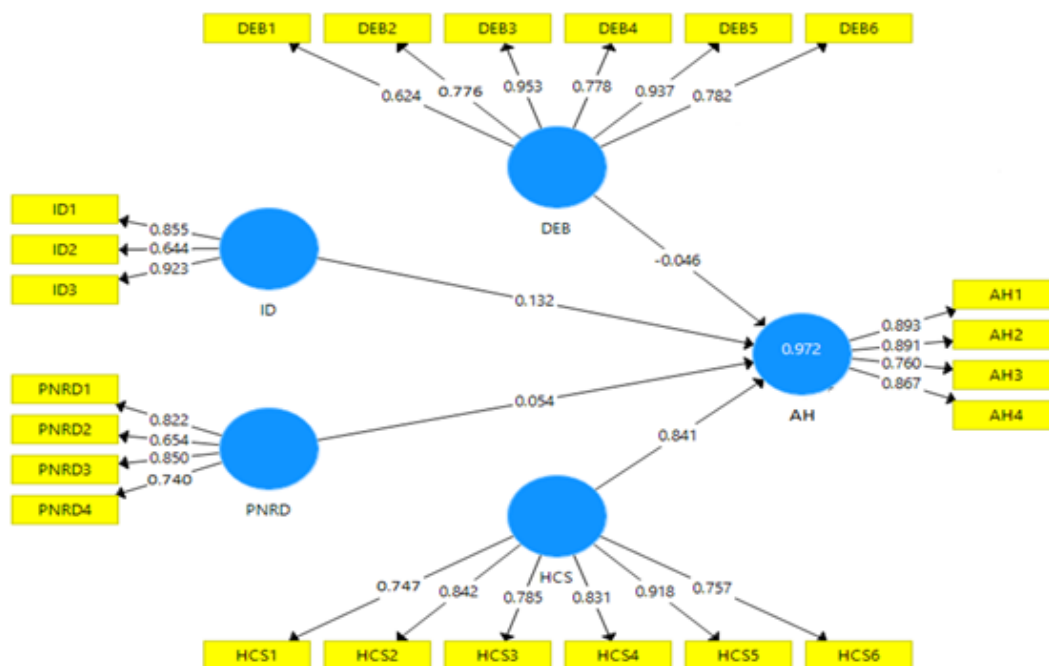 DEB1 DEB2 DEB3 DEB4 DEB5 DEB6
0.624 0.776 0.953 0.778 0.937 0.782
DEB
ID1
ID2
ID3
0.855
0.644
0.923
ID
-0.046
0.132
PNRD1
PNRD2
PNRD3
PNRD4
0.822
0.654
0.850
0.740
PNRD
0.054
0.841
0.972
AH
0.893
0.891
0.760
0.867
AH1
AH2
AH3
AH4
HCS
0.747 0.842 0.785 0.831 0.918 0.757
HCS1 HCS2 HCS3 HCS4 HCS5 HCS6